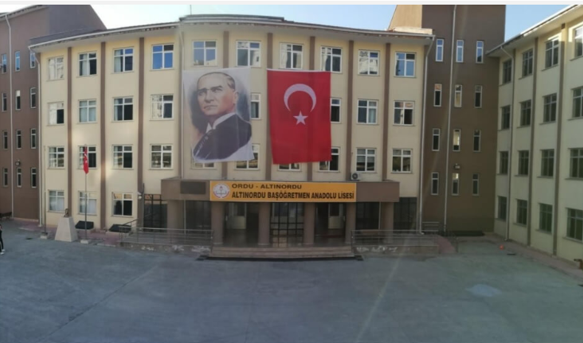 ORDU - ALTINORDU
ALTINORDU BAŞÖĞRETMEN ANADOLU LİSESİ